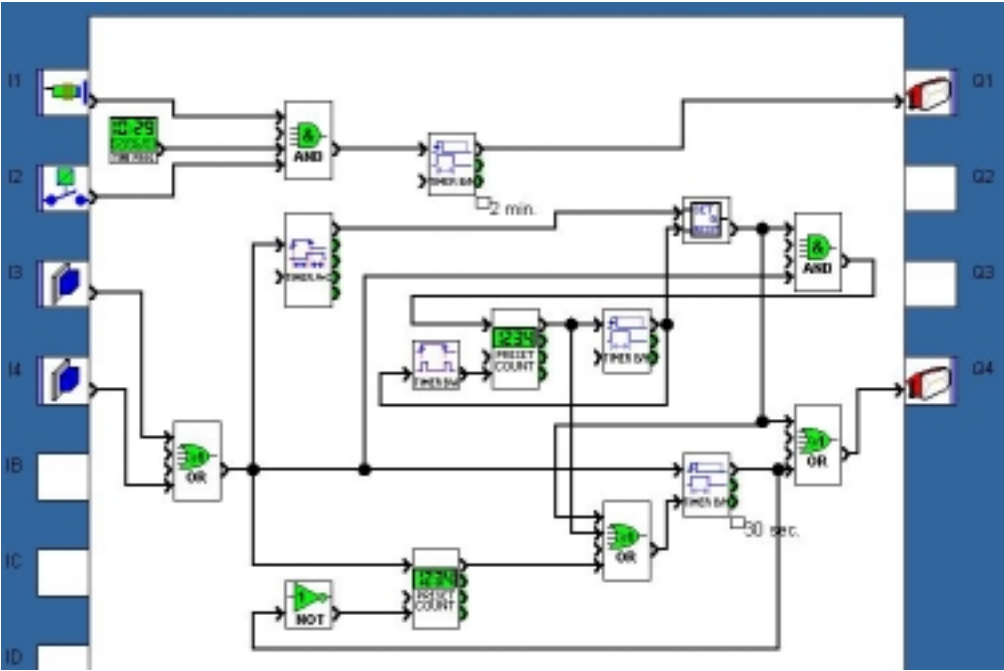 I1
Q1
10:29
AND
I2
Q2
2 min.
I3
AND
Q3
1234
PRESET
COUNT
I4
Q4
OR
OR
IB
30 sec.
OR
IC
1234
PRESET
COUNT
NOT
ID